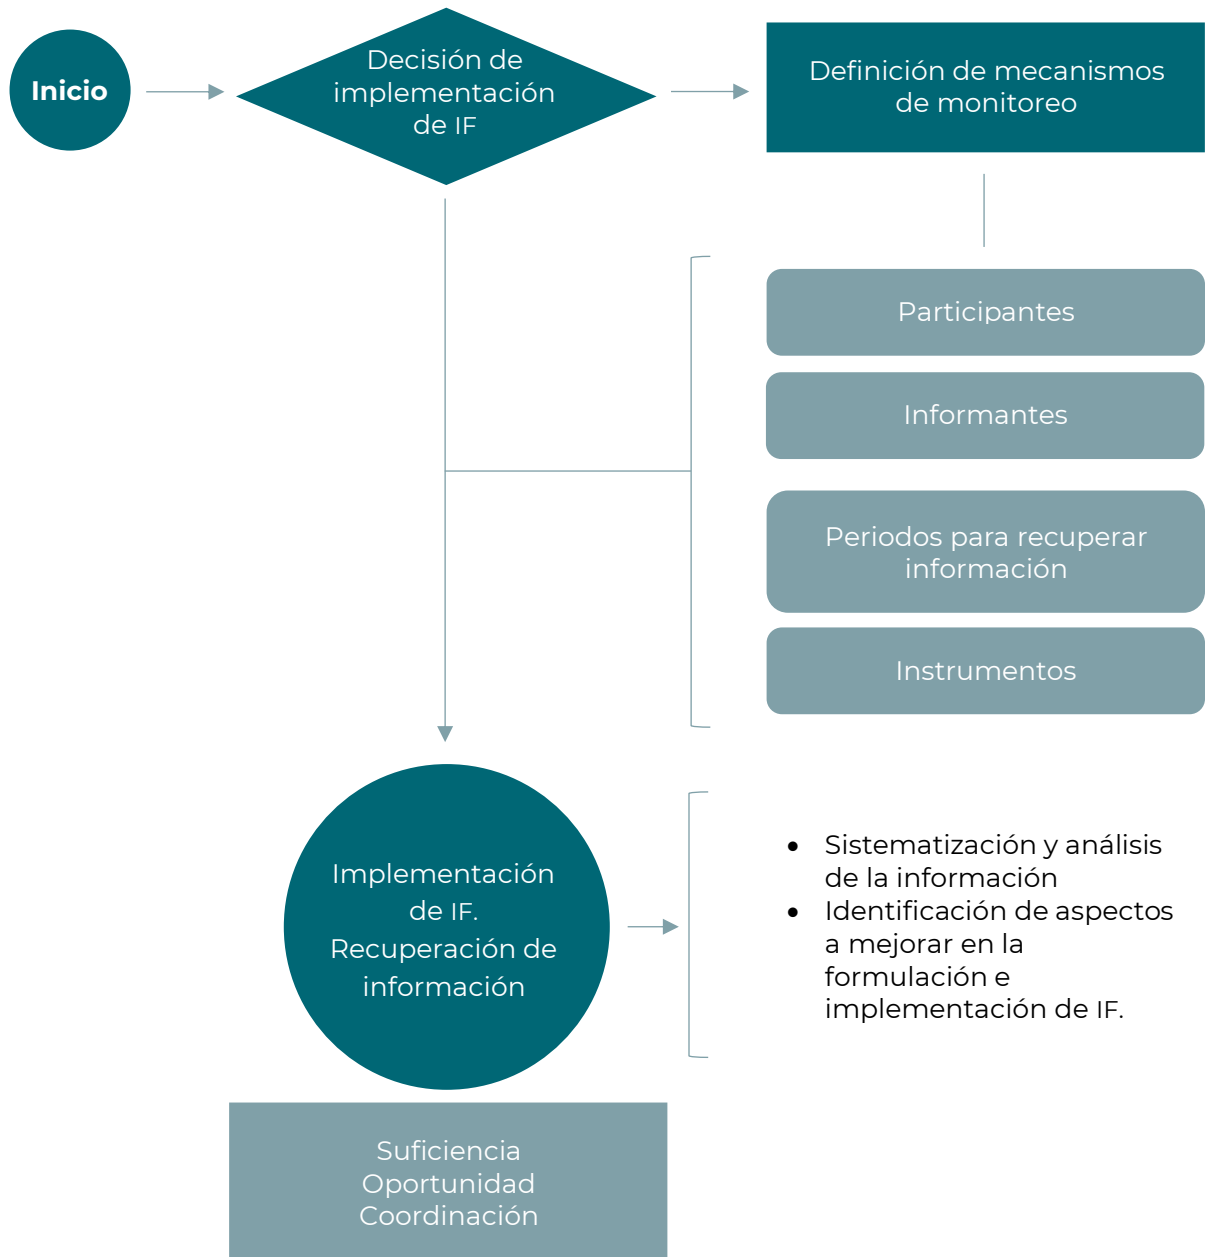 Inicio
Decisión de
implementación
de IF
Definición de mecanismos
de monitoreo
Participantes
Informantes
Periodos para recuperar
información
Instrumentos
Implementación
de IF.
Recuperación de
información
• Sistematización y análisis
de la información
• Identificación de aspectos
a mejorar en la
formulación e
implementación de IF.
Suficiencia
Oportunidad
Coordinación